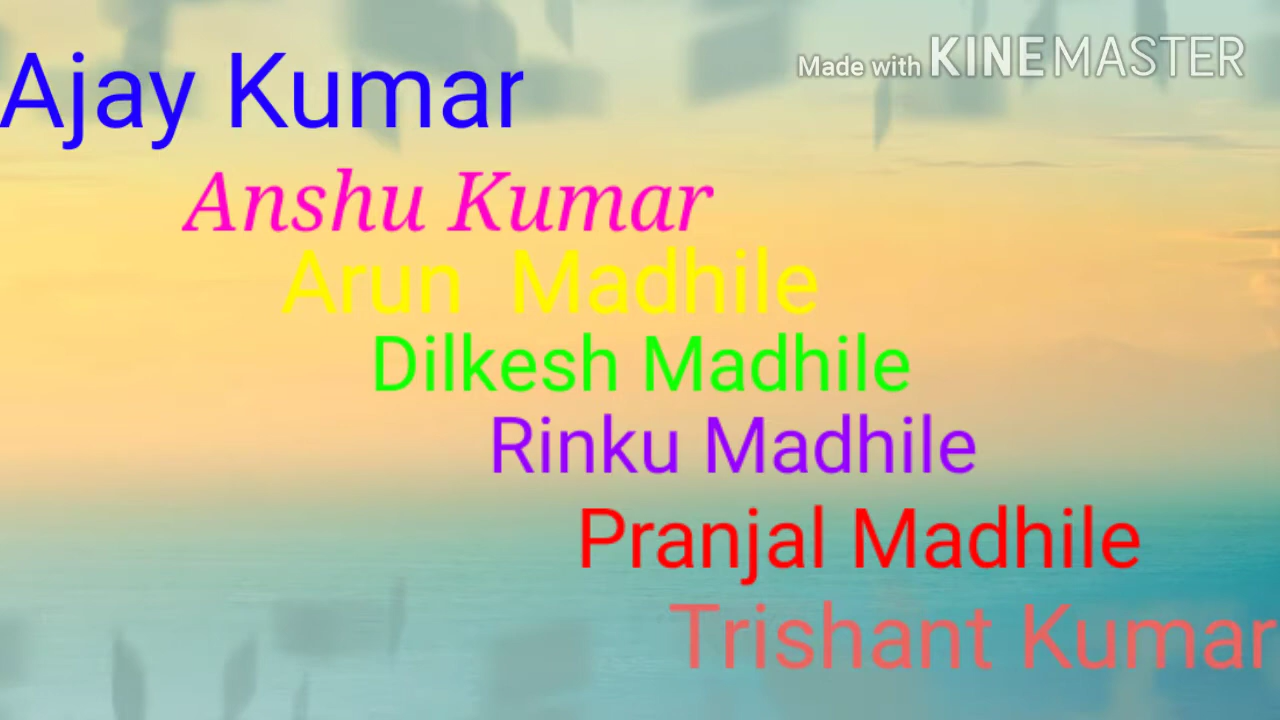 Made with KINEMASTER
Ajay Kumar
Anshu Kumar
Arun Madhile
Dilkesh Madhile
Rinku Madhile
Pranjal Madhile
Trishant Kumar